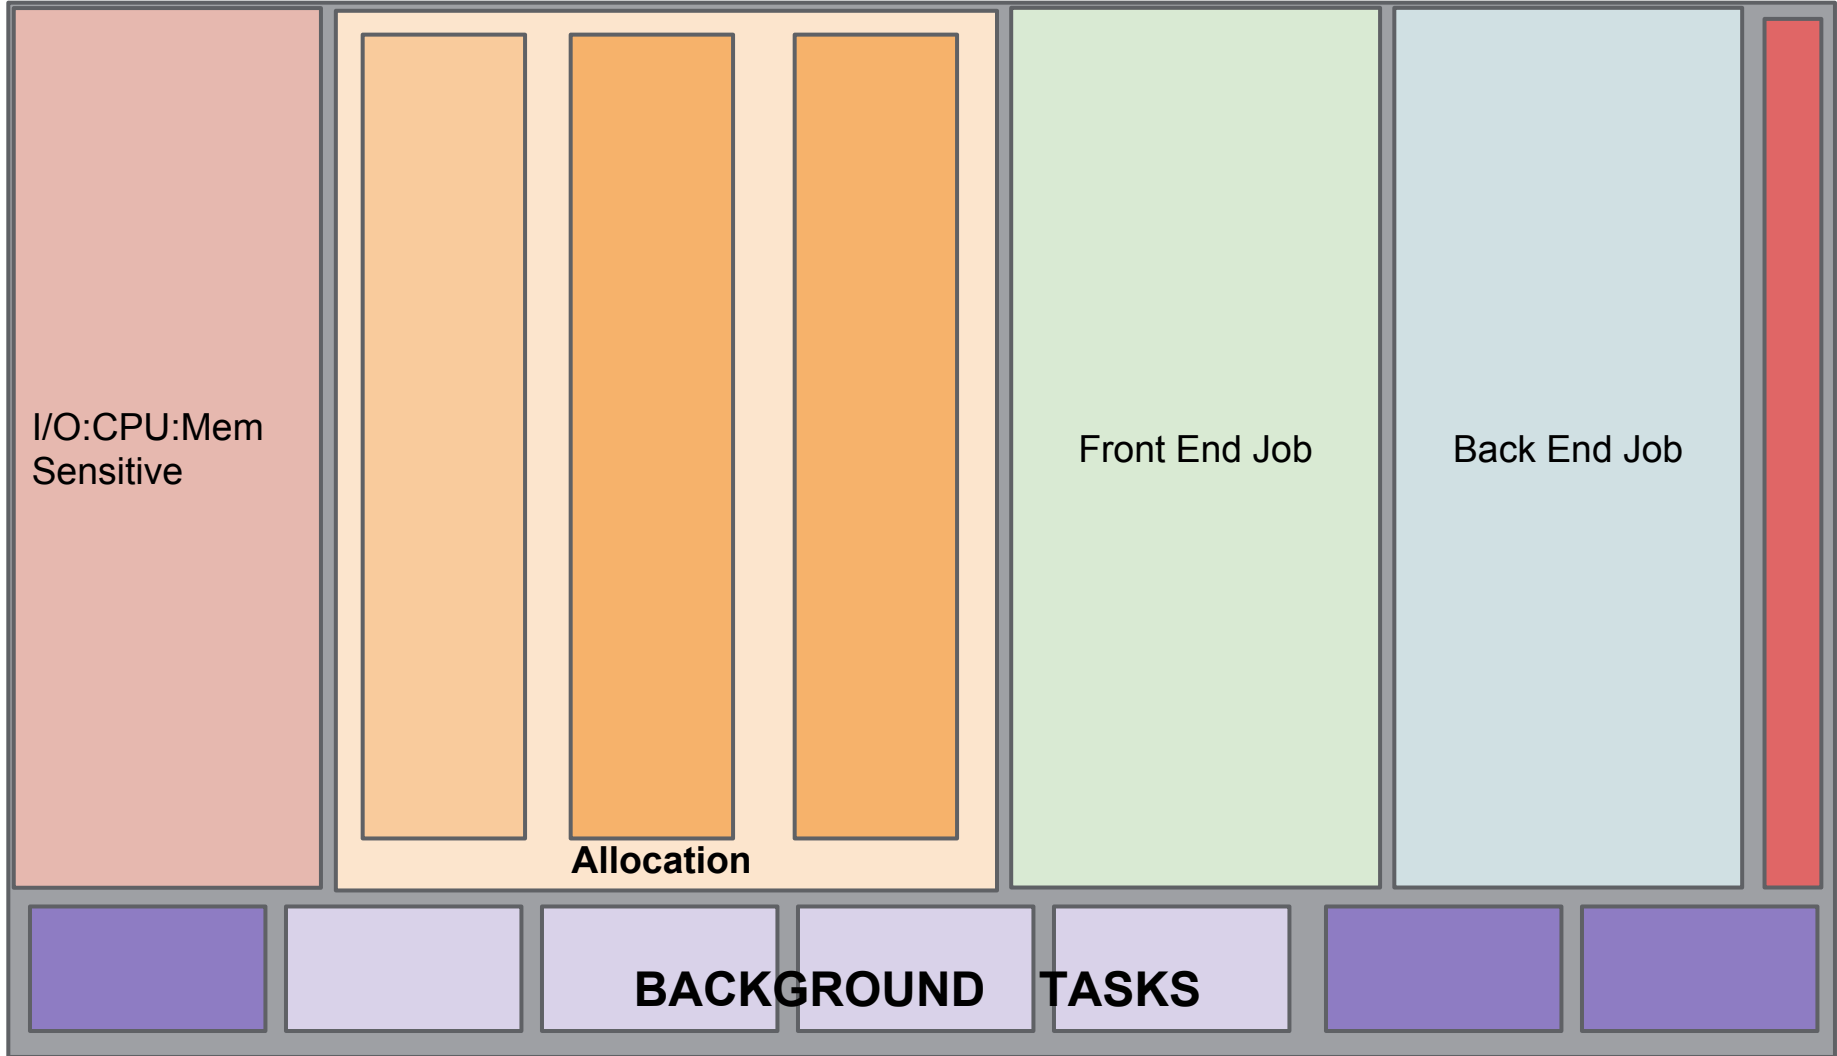 I/O:CPU:Mem
Sensitive
Allocation
Front End Job
Back End Job
BACKGROUND TASKS